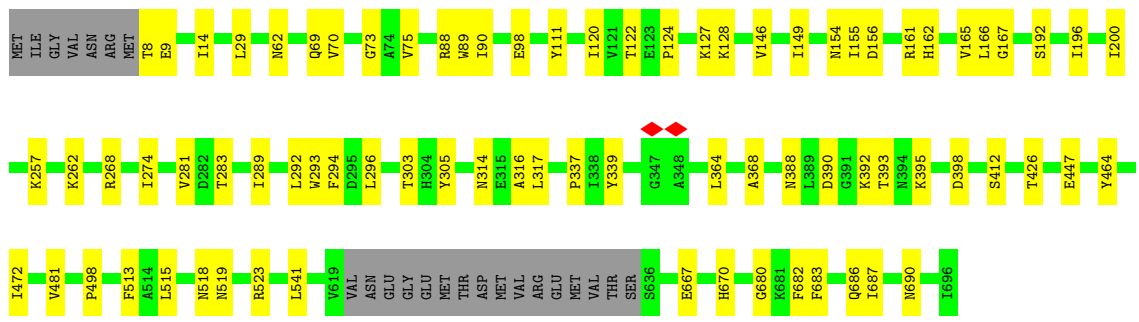 MET ILE GLY VAL ASN ARG MET T8 E9 I14 L29 N62 Q69 V70 G73 A74 V75 R88 W89 I90 E98 Y111 I120 V121 T122 E123 P124 K127 K128 V146 I149 N154 I155 D156 R161 H162 V165 L166 G167 S192 I196 I200
K257 K262 R268 I274 V281 D282 T283 I289 L292 W293 F294 D295 L296 T303 H304 Y305 N314 E315 A316 L317 P337 I338 Y339 G347 A348 L364 A368 N388 L389 D390 G391 K392 T393 N394 K395 D398 S412 T426 E447 Y464
I472 V481 P498 F513 A514 L515 N518 N519 R523 L541 V619 VAL ASN GLU GLY GLU MET THR ASP MET VAL ARG GLU MET VAL THR SER S636 E667 H670 G680 K681 F682 F683 Q686 I687 N690 I696